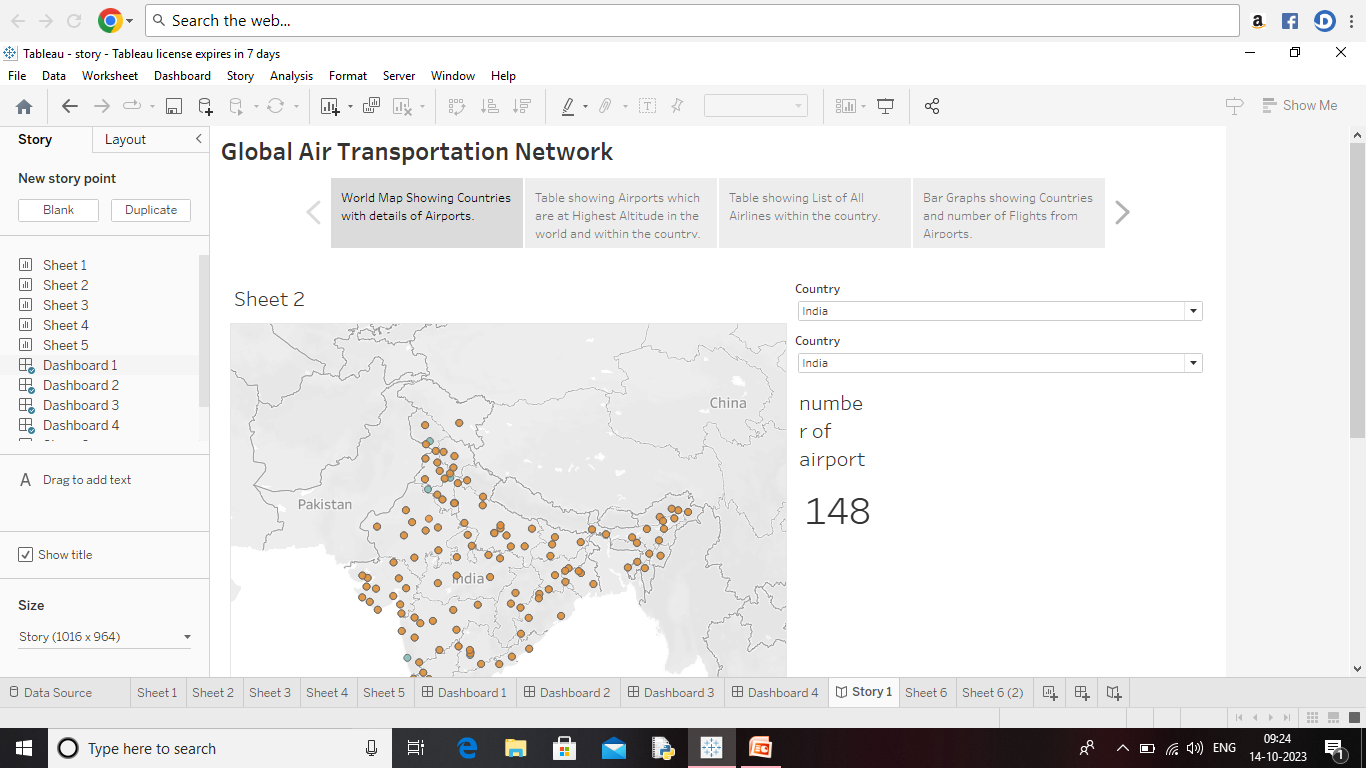 Search the web...
Tableau - story - Tableau license expires in 7 days
File Data Worksheet Dashboard Story Analysis Format Server Window Help
Show Me
Story Layout
New story point
Blank Duplicate
Sheet 1
Sheet 2
Sheet 3
Sheet 4
Sheet 5
Dashboard 1
Dashboard 2
Dashboard 3
Dashboard 4
A Drag to add text
Show title
Size
Story (1016 x 964)
Global Air Transportation Network
World Map Showing Countries
with details of Airports.
Table showing Airports which
are at Highest Altitude in the
world and within the country.
Table showing List of All
Airlines within the country.
Bar Graphs showing Countries
and number of Flights from
Airports.
Sheet 2
China
Pakistan
India
Country
India
Country
India
numbe
r of
airport
148
Data Source Sheet 1 Sheet 2 Sheet 3 Sheet 4 Sheet 5 Dashboard 1 Dashboard 2 Dashboard 3 Dashboard 4 Story 1 Sheet 6 Sheet 6 (2)
Type here to search
ENG
09:24
14-10-2023
1